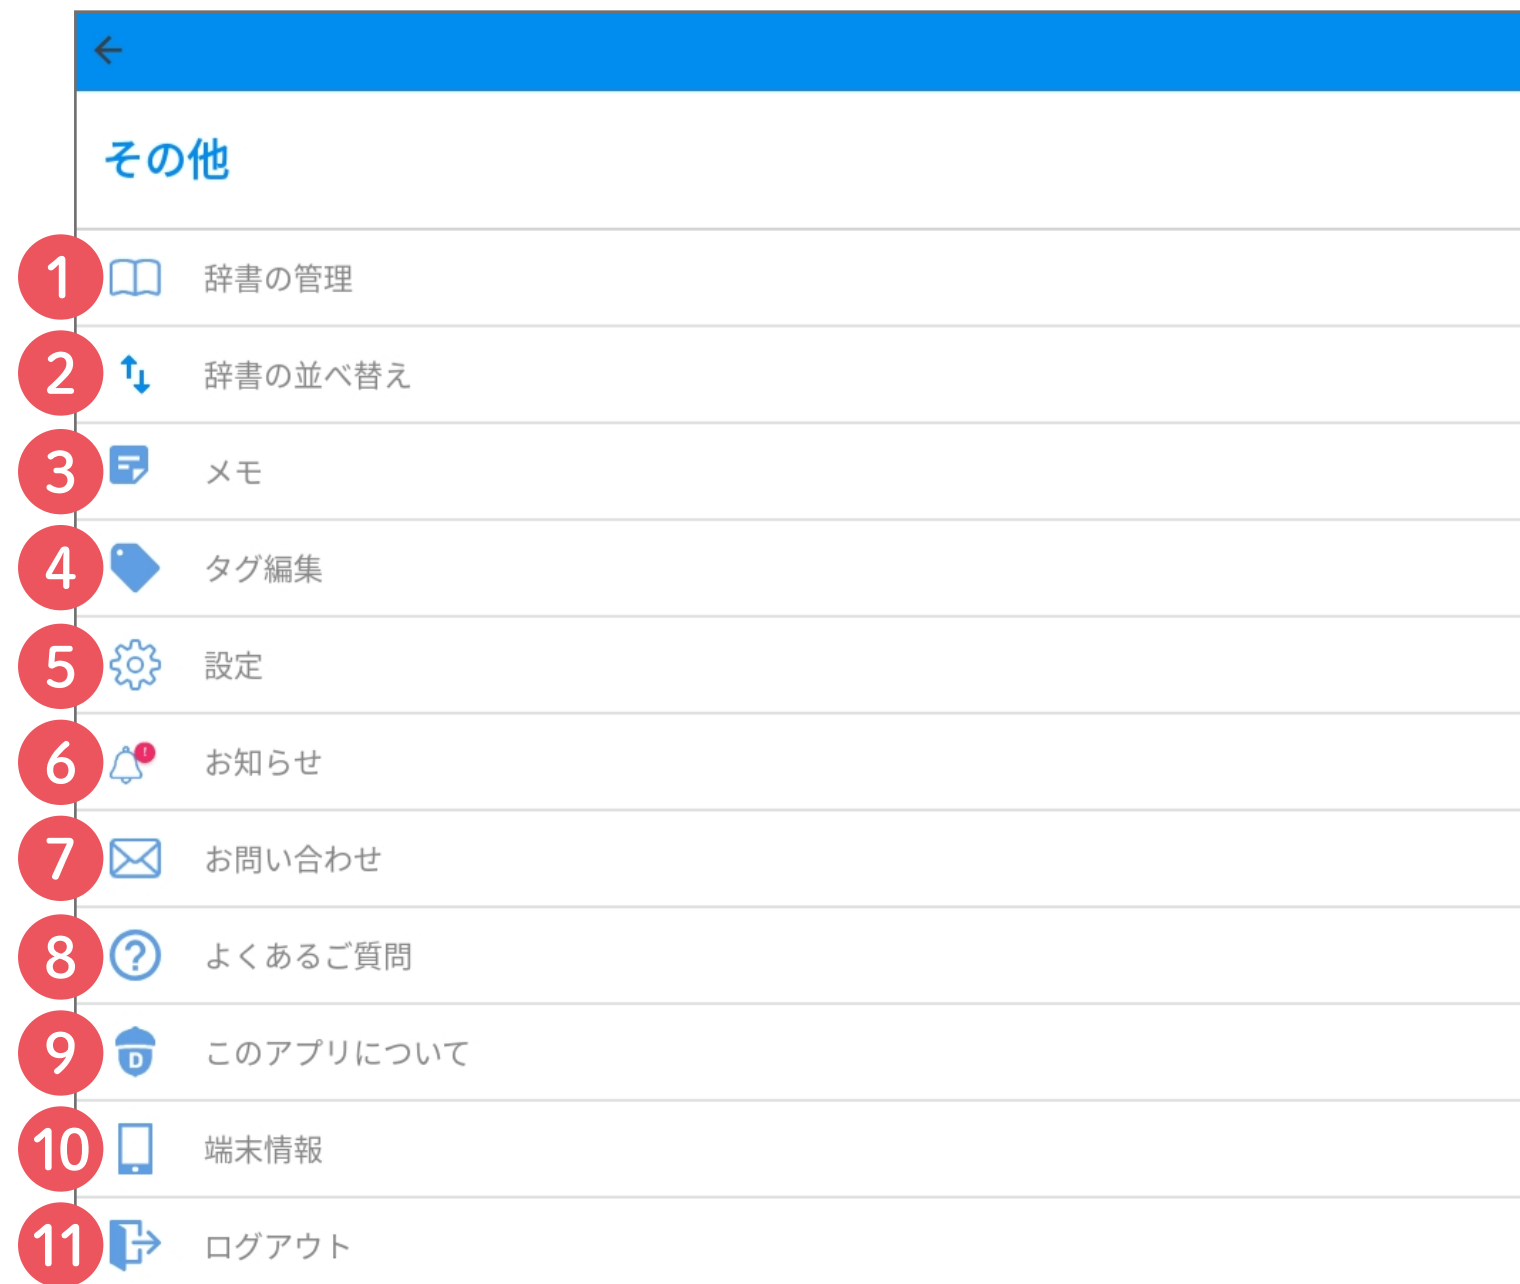 その他
1 辞書の管理
2 辞書の並べ替え
3 メモ
4 タグ編集
5 設定
6 ! お知らせ
7 お問い合わせ
8 ? よくあるご質問
9 D このアプリについて
10 端末情報
11 ログアウト